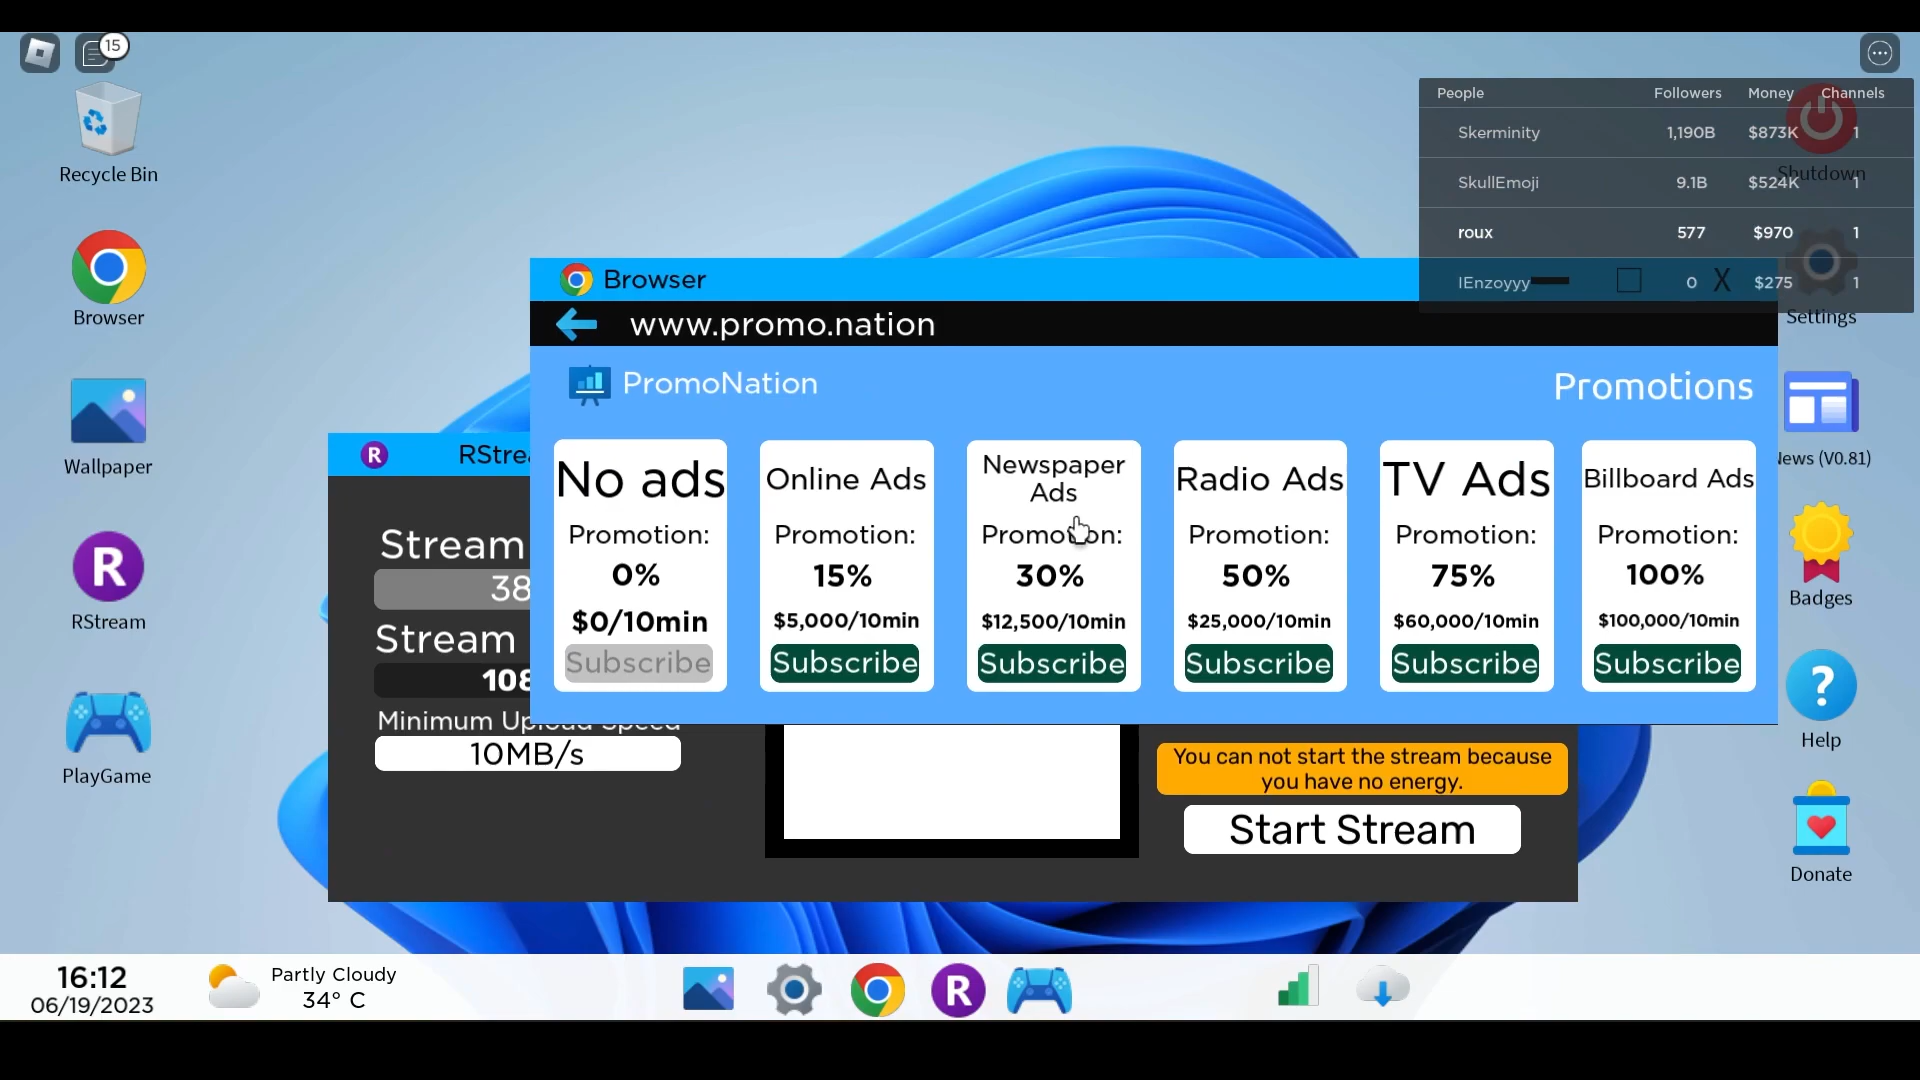 15
Recycle Bin
Browser
Wallpaper
R
RStream
PlayGame
People Followers Money Channels
Skerminity 1,190B $873K 1
SkullEmoji 9.1B $524K 1
roux 577 $970 1
IEnzoyyy 0 $275 1
Shutdown
Settings
News (V0.81)
Badges
?
Help
Donate
Browser
X
www.promo.nation
PromoNation
Promotions
No ads
Promotion:
0%
$0/10min
Subscribe
Online Ads
Promotion:
15%
$5,000/10min
Subscribe
Newspaper
Ads
Promotion:
30%
$12,500/10min
Subscribe
Radio Ads
Promotion:
50%
$25,000/10min
Subscribe
TV Ads
Promotion:
75%
$60,000/10min
Subscribe
Billboard Ads
Promotion:
100%
$100,000/10min
Subscribe
R
Stream
38
Stream
Minimum Upload Speed
10MB/s
You can not start the stream because
you have no energy.
Start Stream
16:12
06/19/2023
Partly Cloudy
34° C
R